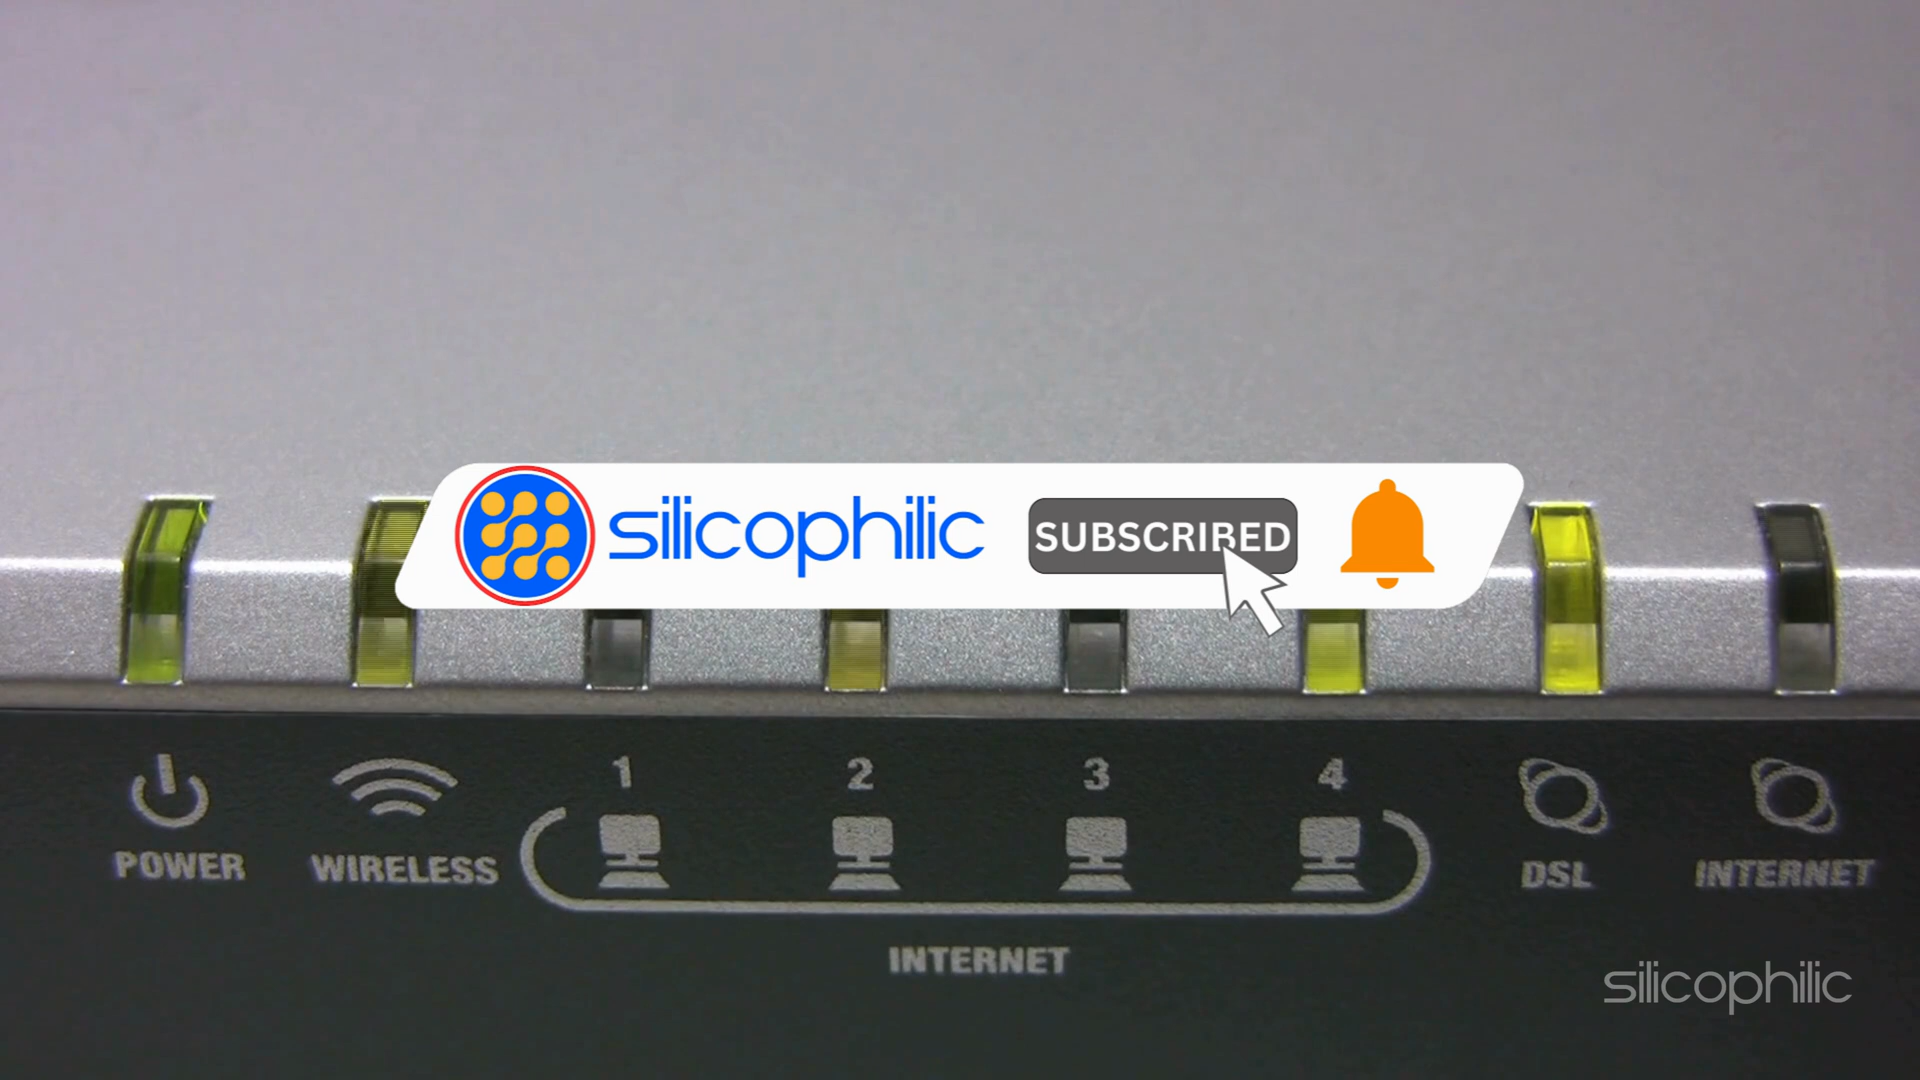 silicophilic SUBSCRIBED
1 2 3 4
POWER WIRELESS DSL INTERNET
INTERNET
silicophilic